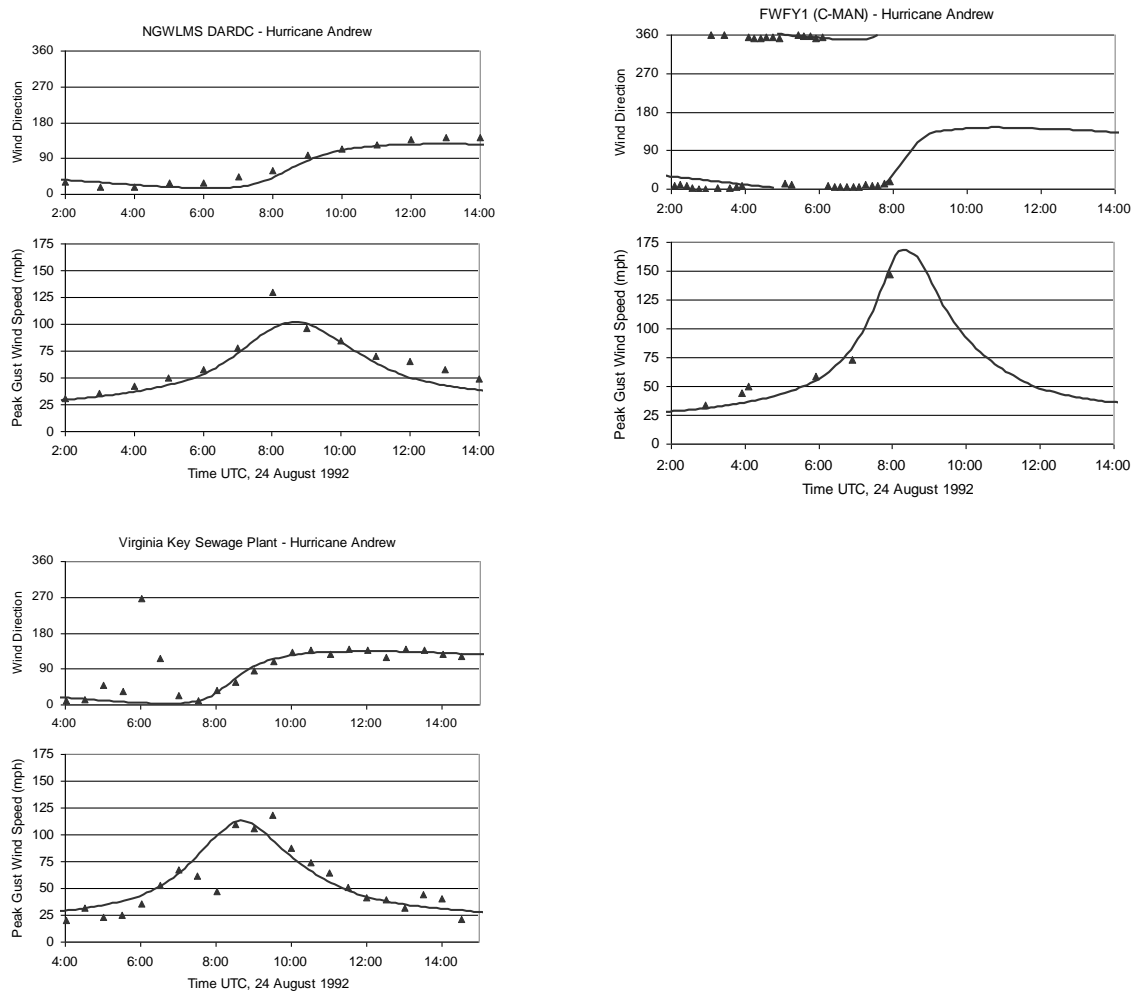 NGWLMS DARDC - Hurricane Andrew
Wind Direction
360
270
180
90
0
2:00 4:00 6:00 8:00 10:00 12:00 14:00
Peak Gust Wind Speed (mph)
175
150
125
100
75
50
25
0
2:00 4:00 6:00 8:00 10:00 12:00 14:00
Time UTC, 24 August 1992
FWFY1 (C-MAN) - Hurricane Andrew
Wind Direction
360
270
180
90
0
2:00 4:00 6:00 8:00 10:00 12:00 14:00
Peak Gust Wind Speed (mph)
175
150
125
100
75
50
25
0
2:00 4:00 6:00 8:00 10:00 12:00 14:00
Time UTC, 24 August 1992
Virginia Key Sewage Plant - Hurricane Andrew
Wind Direction
360
270
180
90
0
4:00 6:00 8:00 10:00 12:00 14:00
Peak Gust Wind Speed (mph)
175
150
125
100
75
50
25
0
4:00 6:00 8:00 10:00 12:00 14:00
Time UTC, 24 August 1992